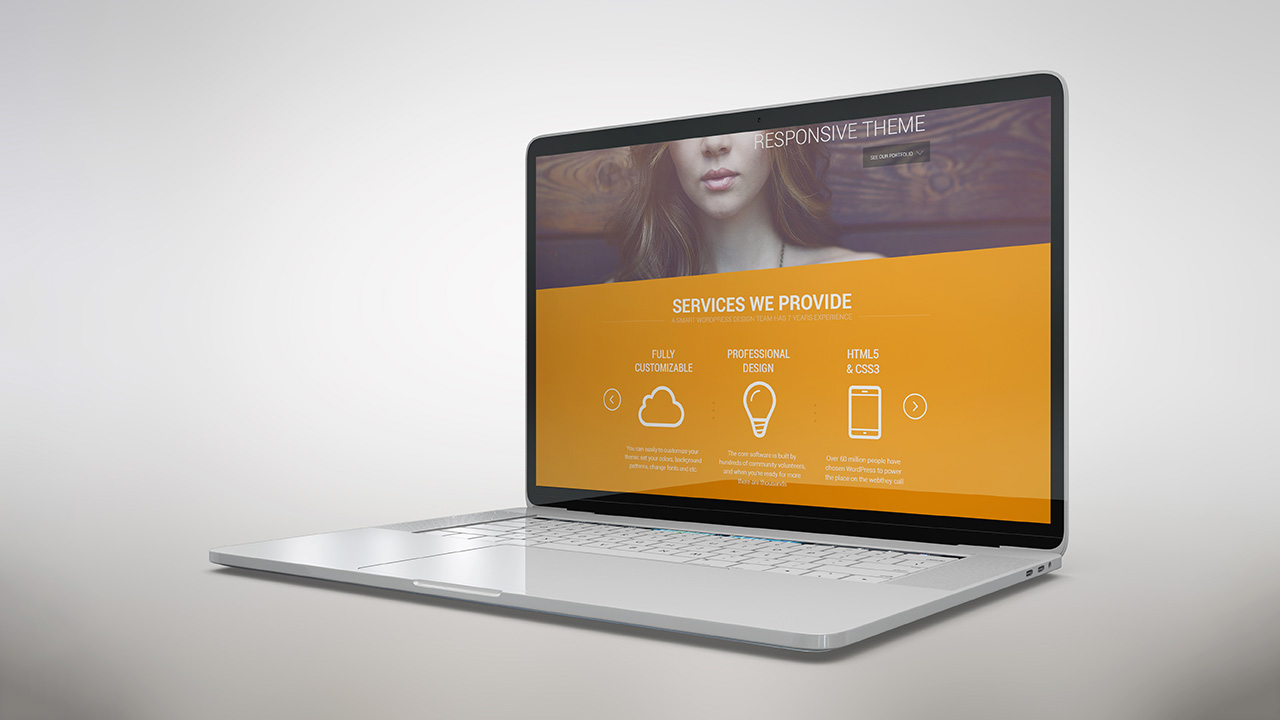 RESPONSIVE THEME
SEE OUR PORTFOLIO
SERVICES WE PROVIDE
A SMART WORDPRESS DESIGN TEAM HAS 7 YEARS EXPERIENCE
FULLY
CUSTOMIZABLE
You can easily to customize your
theme: set your colors, background
patterns, change fonts and etc.
PROFESSIONAL
DESIGN
The core software is built by
hundreds of community volunteers,
and when you're ready for more
there are thousands
HTML5
& CSS3
Over 60 million people have
chosen WordPress to power
the place on the webthey call